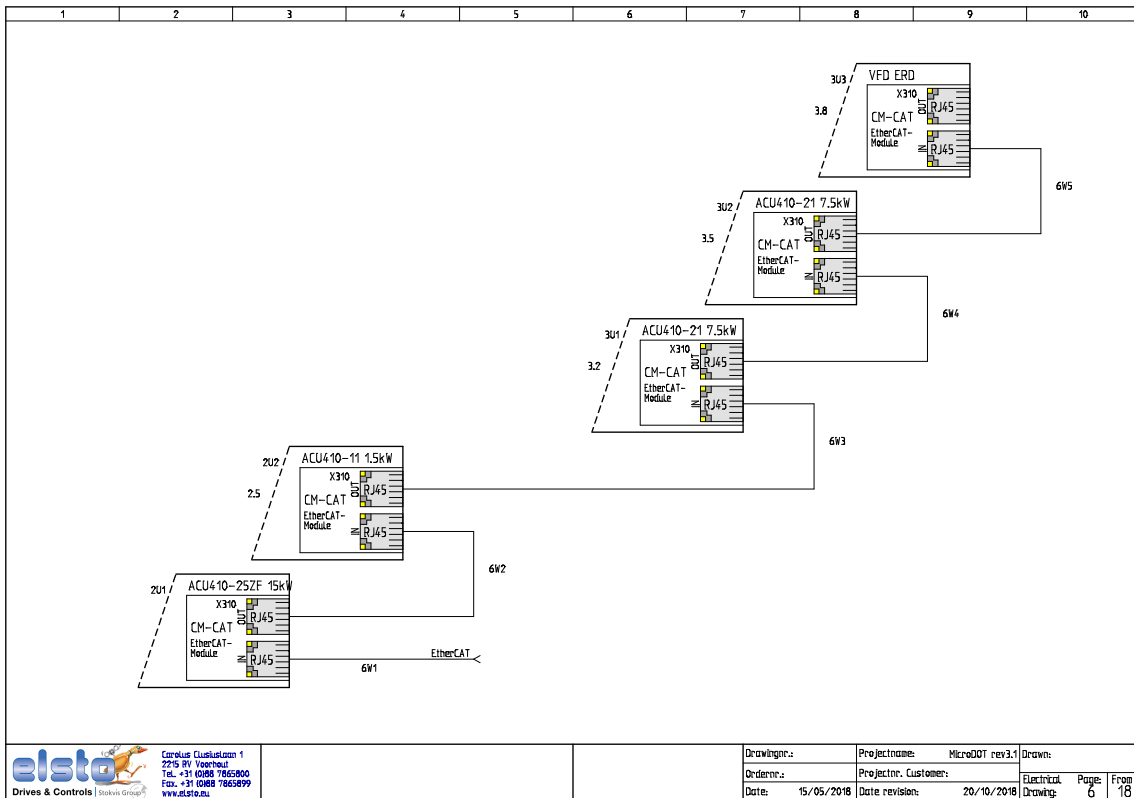 1 2 3 4 5 6 7 8 9 10
3U3 VFD ERD
3.8
X310
OUT RJ45
CM-CAT
EtherCAT-
Module
IN RJ45
6W5
3U2 ACU410-21 7.5kW
3.5
X310
OUT RJ45
CM-CAT
EtherCAT-
Module
IN RJ45
6W4
3U1 ACU410-21 7.5kW
3.2
X310
OUT RJ45
CM-CAT
EtherCAT-
Module
IN RJ45
6W3
2U2 ACU410-11 1.5kW
2.5
X310
OUT RJ45
CM-CAT
EtherCAT-
Module
IN RJ45
6W2
2U1 ACU410-25ZF 15kW
X310
OUT RJ45
CM-CAT
EtherCAT-
Module
IN RJ45
6W1
EtherCAT
elsto
Drives & Controls | Stokvis Group
Carolus Clusiuslaan 1
2215 RV Voorhout
Tel. +31 (0)88 7865800
Fax. +31 (0)88 7865899
www.elsto.eu
Drawingnr.: Projectname: MicroDOT rev3.1 Drawn:
Ordernr.: Projectnr. Customer:
Date: 15/05/2018 Date revision: 20/10/2018
Electrical Page: From
Drawing: 6 18